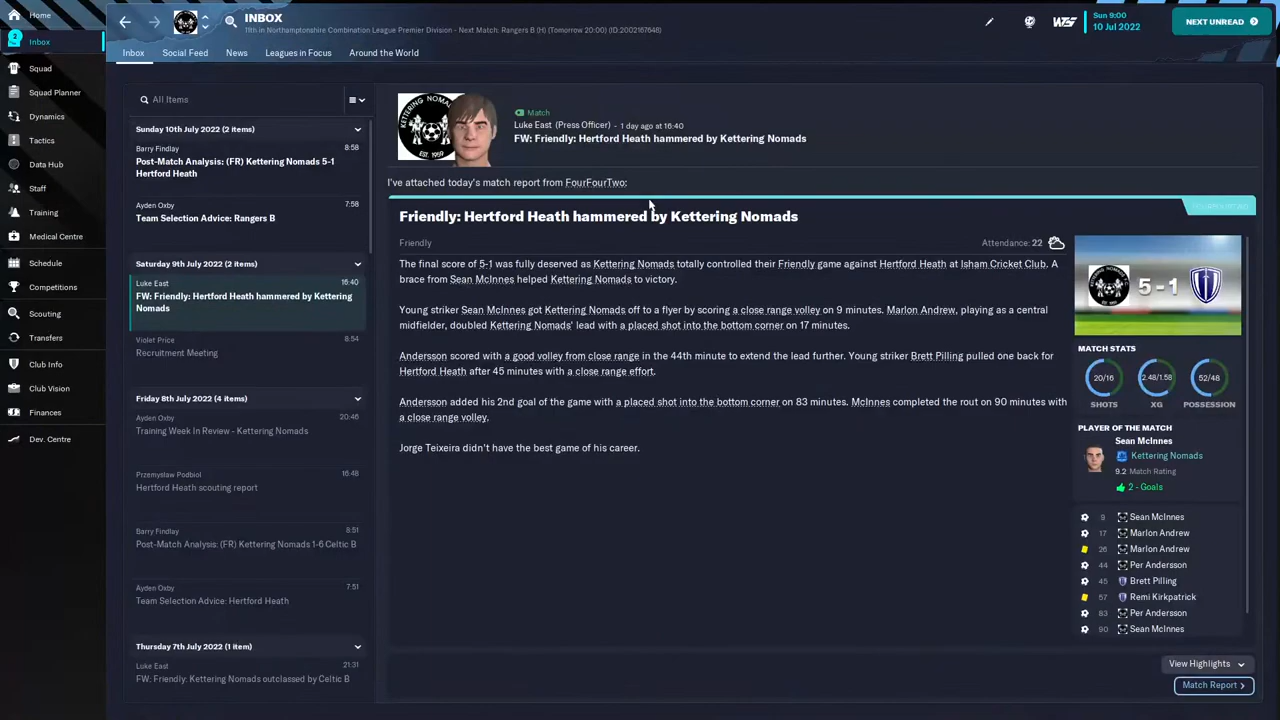 Home
2
Inbox
Squad
Squad Planner
Dynamics
Tactics
Data Hub
Staff
Training
Medical Centre
Schedule
Competitions
Scouting
Transfers
Club Info
Club Vision
Finances
Dev. Centre
INBOX
11th in Northamptonshire Combination League Premier Division - Next Match: Rangers B (H) (Tomorrow 20:00) (ID:2002167648)
Sun 9:00
10 Jul 2022
NEXT UNREAD
Inbox Social Feed News Leagues in Focus Around the World
All Items
Sunday 10th July 2022 (2 items)
Barry Findlay 8:58
Post-Match Analysis: (FR) Kettering Nomads 5-1
Hertford Heath
Ayden Oxby 7:58
Team Selection Advice: Rangers B
Saturday 9th July 2022 (2 items)
Luke East 16:40
FW: Friendly: Hertford Heath hammered by Kettering
Nomads
Violet Price 8:54
Recruitment Meeting
Friday 8th July 2022 (4 items)
Ayden Oxby 20:46
Training Week In Review - Kettering Nomads
Przemyslaw Podbiol 16:48
Hertford Heath scouting report
Barry Findlay 8:51
Post-Match Analysis: (FR) Kettering Nomads 1-6 Celtic B
Ayden Oxby 7:51
Team Selection Advice: Hertford Heath
Thursday 7th July 2022 (1 item)
Luke East 21:31
FW: Friendly: Kettering Nomads outclassed by Celtic B
KETTERING NOMADS
EST. 1969
Match
Luke East (Press Officer) - 1 day ago at 16:40
FW: Friendly: Hertford Heath hammered by Kettering Nomads
I've attached today's match report from FourFourTwo:
Friendly: Hertford Heath hammered by Kettering Nomads
Friendly Attendance: 22
The final score of 5-1 was fully deserved as Kettering Nomads totally controlled their Friendly game against Hertford Heath at Isham Cricket Club. A
brace from Sean McInnes helped Kettering Nomads to victory.
Young striker Sean McInnes got Kettering Nomads off to a flyer by scoring a close range volley on 9 minutes. Marlon Andrew, playing as a central
midfielder, doubled Kettering Nomads' lead with a placed shot into the bottom corner on 17 minutes.
Andersson scored with a good volley from close range in the 44th minute to extend the lead further. Young striker Brett Pilling pulled one back for
Hertford Heath after 45 minutes with a close range effort.
Andersson added his 2nd goal of the game with a placed shot into the bottom corner on 83 minutes. McInnes completed the rout on 90 minutes with
a close range volley.
Jorge Teixeira didn't have the best game of his career.
5 - 1
MATCH STATS
20/16 2.48/1.58 52/48
SHOTS XG POSSESSION
PLAYER OF THE MATCH
Sean McInnes
Kettering Nomads
9.2 Match Rating
2 - Goals
9 Sean McInnes
17 Marlon Andrew
26 Marlon Andrew
44 Per Andersson
45 Brett Pilling
57 Remi Kirkpatrick
83 Per Andersson
90 Sean McInnes
View Highlights
Match Report